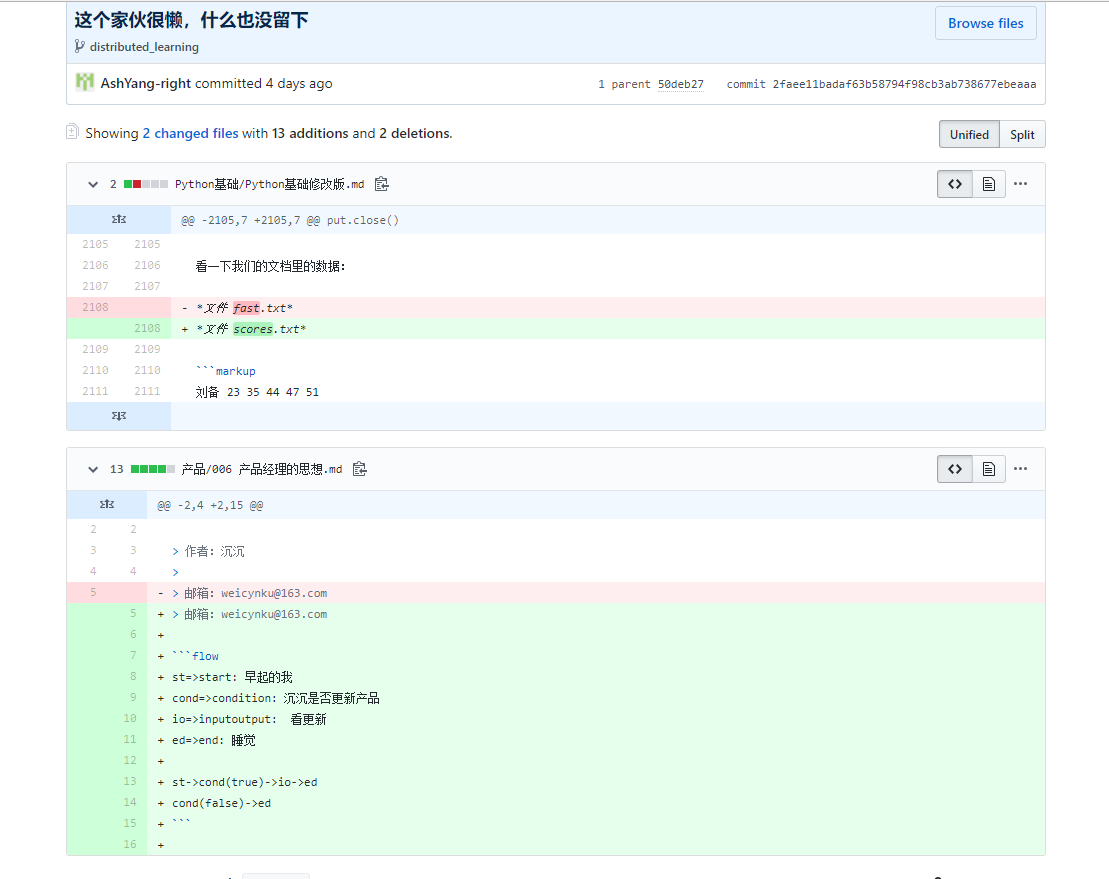 这个家伙很懒，什么也没留下
Browse files
distributed_learning
AshYang-right committed 4 days ago
1 parent 50deb27 commit 2faee11badaf63b58794f98cb3ab738677ebeaaa
Showing 2 changed files with 13 additions and 2 deletions.
Unified Split
2 Python基础/Python基础修改版.md
@@ -2105,7 +2105,7 @@ put.close()
2105 2105
2106 2106 看一下我们的文档里的数据：
2107 2107
2108 - *文件 fast.txt*
2108 + *文件 scores.txt*
2109 2109
2110 2110 ```markup
2111 2111 刘备 23 35 44 47 51
13 产品/006 产品经理的思想.md
@@ -2,4 +2,15 @@
2 2
3 3 > 作者：沉沉
4 4 >
5 - > 邮箱：weicynku@163.com
5 + > 邮箱：weicynku@163.com
6 +
7 + ```flow
8 + st=>start: 早起的我
9 + cond=>condition: 沉沉是否更新产品
10 + io=>inputoutput: 看更新
11 + ed=>end: 睡觉
12 +
13 + st->cond(true)->io->ed
14 + cond(false)->ed
15 + ```
16 +